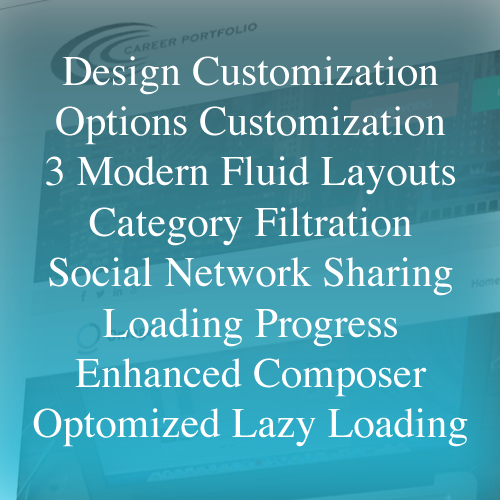 CAREER PORTFOLIO
Design Customization
Options Customization
3 Modern Fluid Layouts
Category Filtration
Social Network Sharing
Home
Loading Progress
Enhanced Composer
Optomized Lazy Loading